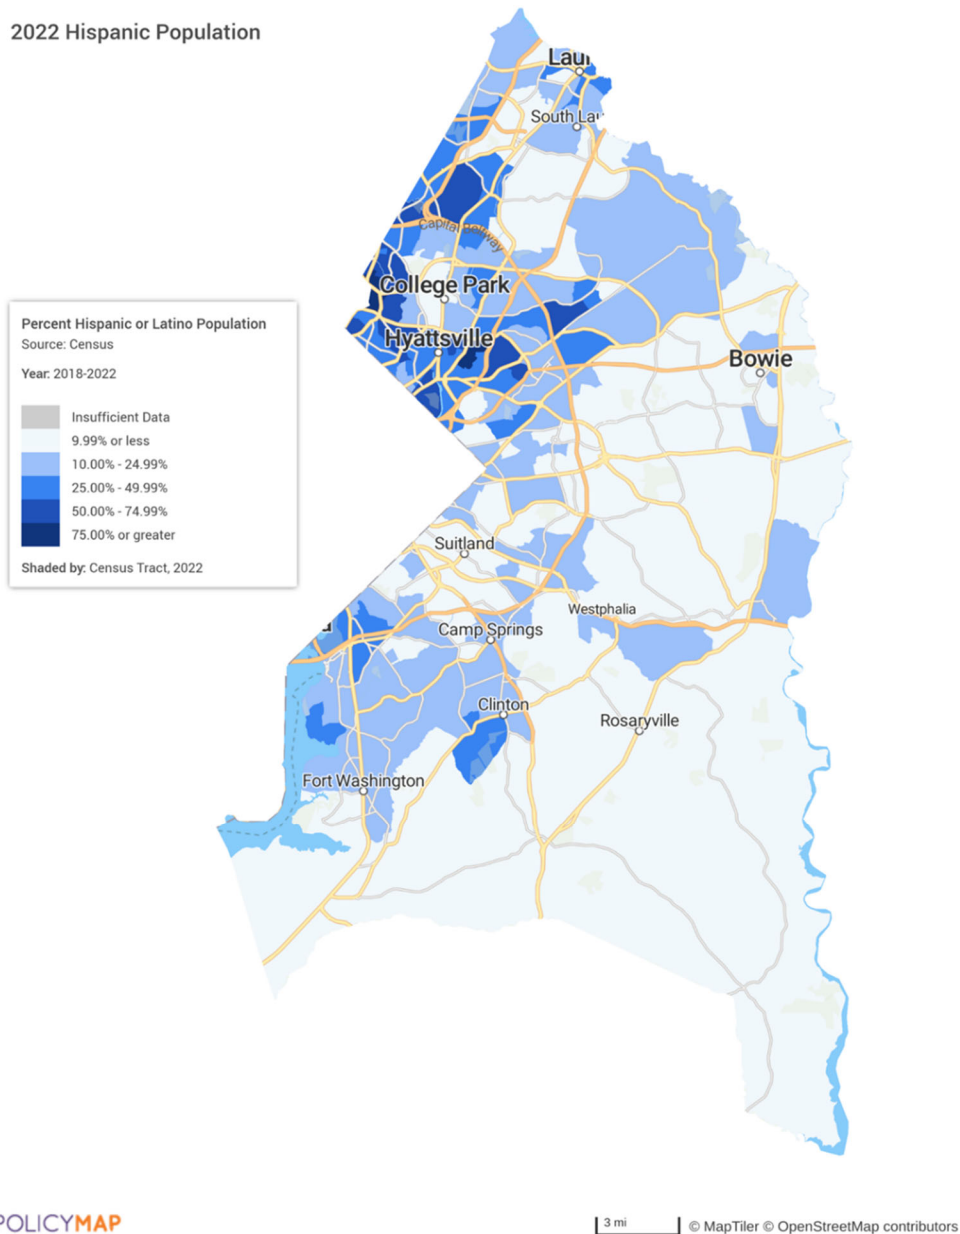 2022 Hispanic Population
Laur
South Lau
Capital Beltway
College Park
Hyattsville
Bowie
Percent Hispanic or Latino Population
Source: Census
Year: 2018-2022
Insufficient Data
9.99% or less
10.00% - 24.99%
25.00% - 49.99%
50.00% - 74.99%
75.00% or greater
Shaded by: Census Tract, 2022
Suitland
Westphalia
Camp Springs
Clinton
Rosaryville
Fort Washington
POLICYMAP
3 mi
© MapTiler © OpenStreetMap contributors